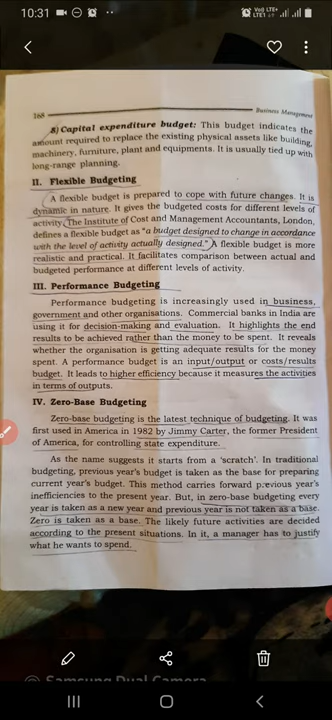 10:31
Vo)) LTE+
LTE1
168
Business Management
8) Capital expenditure budget: This budget indicates the
amount required to replace the existing physical assets like building,
machinery, furniture, plant and equipments. It is usually tied up with
long-range planning.
II. Flexible Budgeting
A flexible budget is prepared to cope with future changes. It is
dynamic in nature. It gives the budgeted costs for different levels of
activity. The Institute of Cost and Management Accountants, London,
defines a flexible budget as "a budget designed to change in accordance
with the level of activity actually designed." A flexible budget is more
realistic and practical. It facilitates comparison between actual and
budgeted performance at different levels of activity.
III. Performance Budgeting
Performance budgeting is increasingly used in business,
government and other organisations. Commercial banks in India are
using it for decision-making and evaluation. It highlights the end
results to be achieved rather than the money to be spent. It reveals
whether the organisation is getting adequate results for the money
spent. A performance budget is an input/output or costs/results
budget. It leads to higher efficiency because it measures the activities
in terms of outputs.
IV. Zero-Base Budgeting
Zero-base budgeting is the latest technique of budgeting. It was
first used in America in 1982 by Jimmy Carter, the former President
of America, for controlling state expenditure.
As the name suggests it starts from a 'scratch'. In traditional
budgeting, previous year's budget is taken as the base for preparing
current year's budget. This method carries forward previous year's
inefficiencies to the present year. But, in zero-base budgeting every
year is taken as a new year and previous year is not taken as a base.
Zero is taken as a base. The likely future activities are decided
according to the present situations. In it, a manager has to justify
what he wants to spend.
Samsung Dual Camera